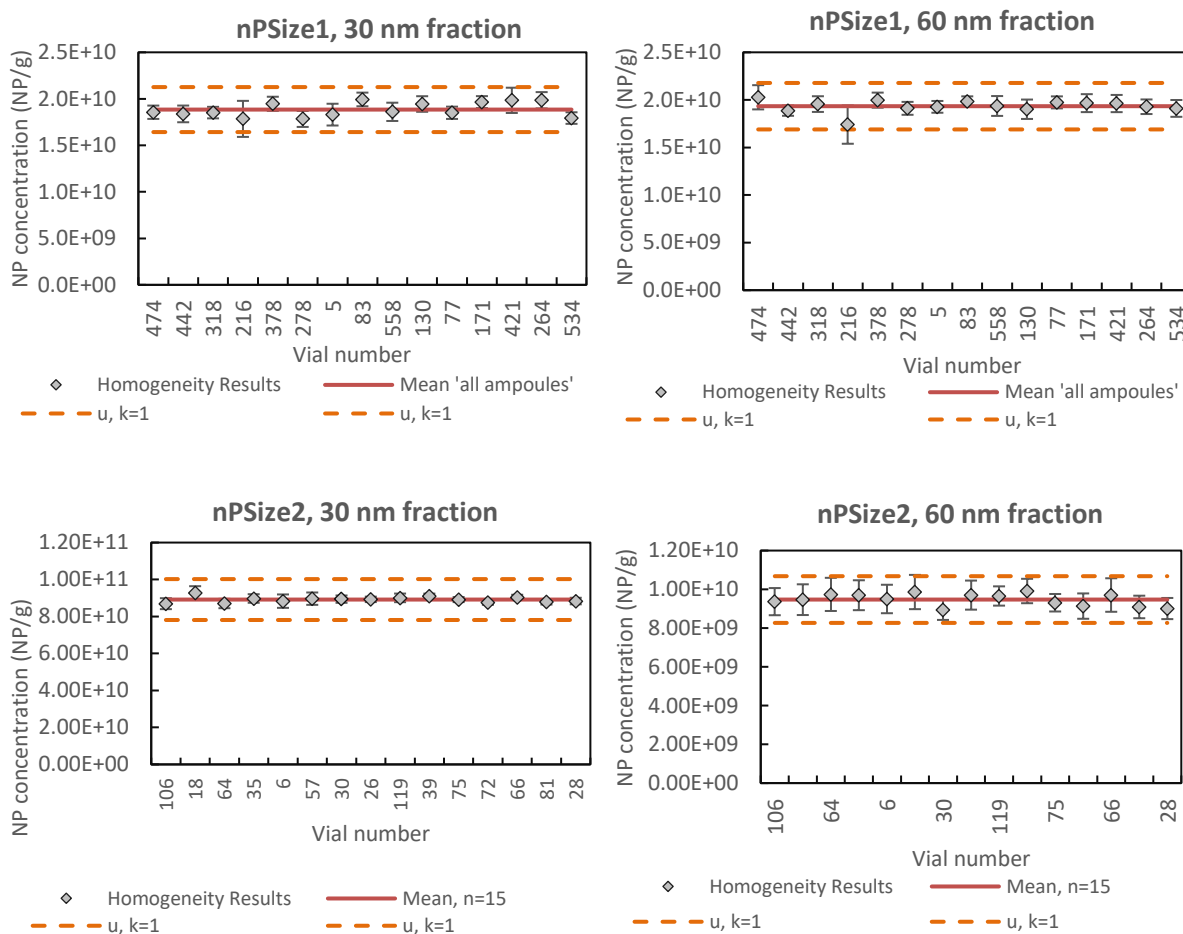 nPSize1, 30 nm fraction
NP concentration (NP/g)
2.5E+10
2.0E+10
1.5E+10
1.0E+10
5.0E+09
0.0E+00
474 442 318 216 378 278 5 83 558 130 77 171 421 264 534
Vial number
Homogeneity Results Mean 'all ampoules'
u, k=1 u, k=1
nPSize1, 60 nm fraction
NP concentration (NP/g)
2.5E+10
2.0E+10
1.5E+10
1.0E+10
5.0E+09
0.0E+00
474 442 318 216 378 278 5 83 558 130 77 171 421 264 534
Vial number
Homogeneity Results Mean 'all ampoules'
u, k=1 u, k=1
nPSize2, 30 nm fraction
NP concentration (NP/g)
1.20E+11
1.00E+11
8.00E+10
6.00E+10
4.00E+10
2.00E+10
0.00E+00
106 18 64 35 6 57 30 26 119 39 75 72 66 81 28
Vial number
Homogeneity Results Mean, n=15
u, k=1 u, k=1
nPSize2, 60 nm fraction
NP concentration (NP/g)
1.20E+10
1.00E+10
8.00E+09
6.00E+09
4.00E+09
2.00E+09
0.00E+00
106 64 6 30 119 75 66 28
Vial number
Homogeneity Results Mean, n=15
u, k=1 u, k=1